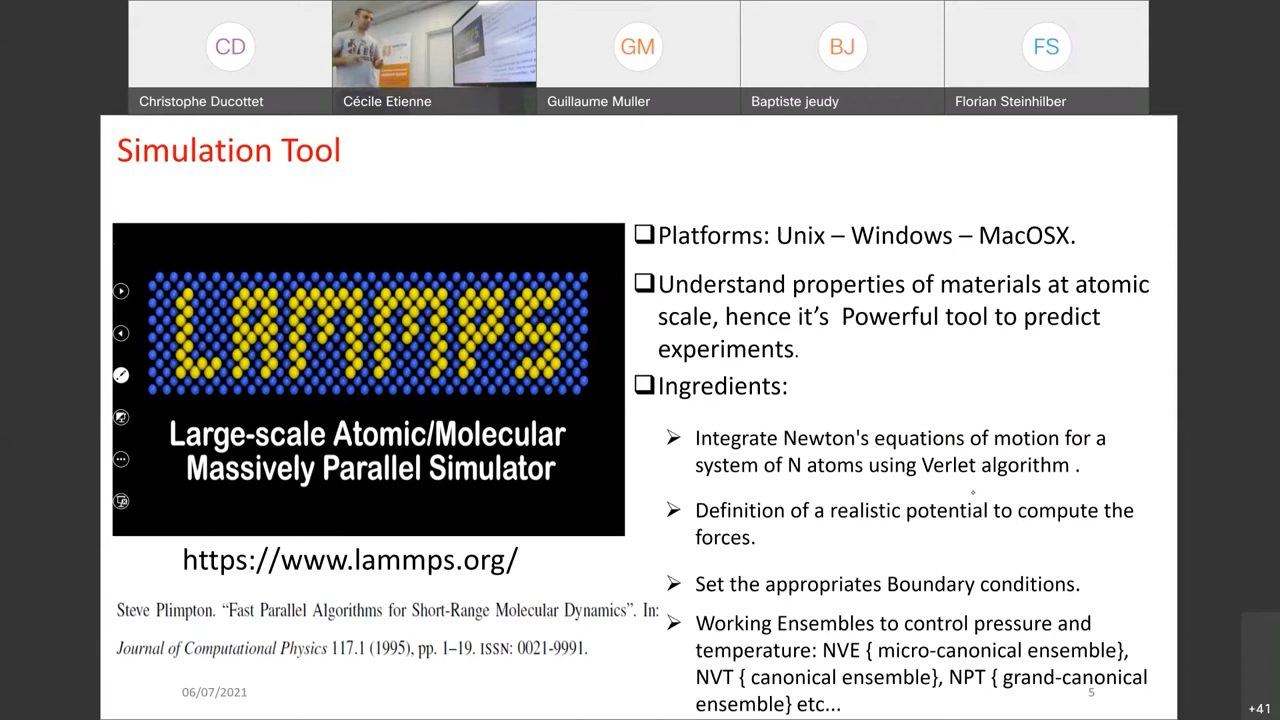 CD
GM
BJ
FS
Christophe Ducottet
Cécile Etienne
Guillaume Muller
Baptiste jeudy
Florian Steinhilber
Simulation Tool
LAMMPS
Large-scale Atomic/Molecular
Massively Parallel Simulator
https://www.lammps.org/
Steve Plimpton. “Fast Parallel Algorithms for Short-Range Molecular Dynamics”. In:
Journal of Computational Physics 117.1 (1995), pp. 1–19. ISSN: 0021-9991.
Platforms: Unix – Windows – MacOSX.
Understand properties of materials at atomic
scale, hence it’s Powerful tool to predict
experiments.
Ingredients:
Integrate Newton's equations of motion for a
system of N atoms using Verlet algorithm .
Definition of a realistic potential to compute the
forces.
Set the appropriates Boundary conditions.
Working Ensembles to control pressure and
temperature: NVE { micro-canonical ensemble},
NVT { canonical ensemble}, NPT { grand-canonical
ensemble} etc...
06/07/2021
5
+41